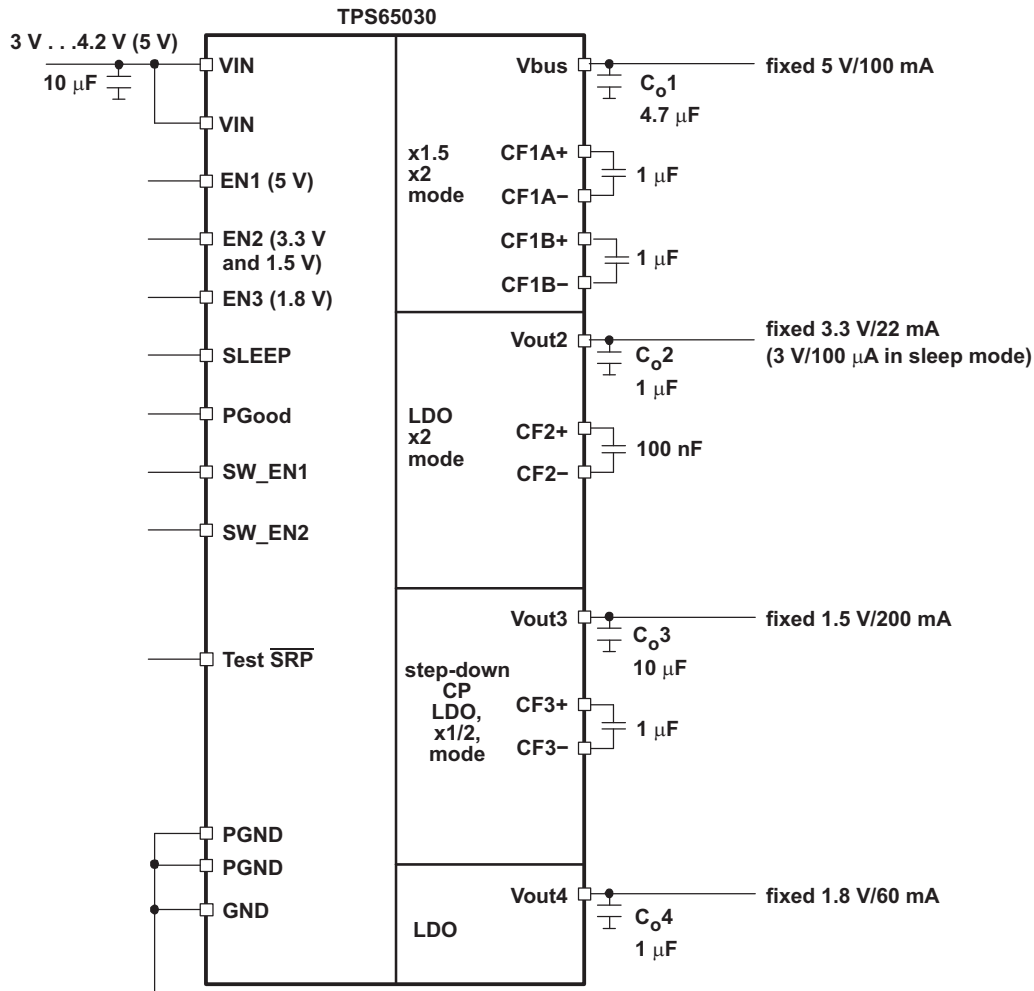 TPS65030
3 V . . .4.2 V (5 V)
10 μF
VIN
VIN
EN1 (5 V)
EN2 (3.3 V
and 1.5 V)
EN3 (1.8 V)
SLEEP
PGood
SW_EN1
SW_EN2
Test SRP
PGND
PGND
GND
x1.5
x2
mode
Vbus
CF1A+
CF1A−
CF1B+
CF1B−
Co1
4.7 μF
fixed 5 V/100 mA
1 μF
1 μF
LDO
x2
mode
Vout2
CF2+
CF2−
Co2
1 μF
fixed 3.3 V/22 mA
(3 V/100 μA in sleep mode)
100 nF
step-down
CP
LDO,
x1/2,
mode
Vout3
CF3+
CF3−
Co3
10 μF
fixed 1.5 V/200 mA
1 μF
LDO
Vout4
Co4
1 μF
fixed 1.8 V/60 mA